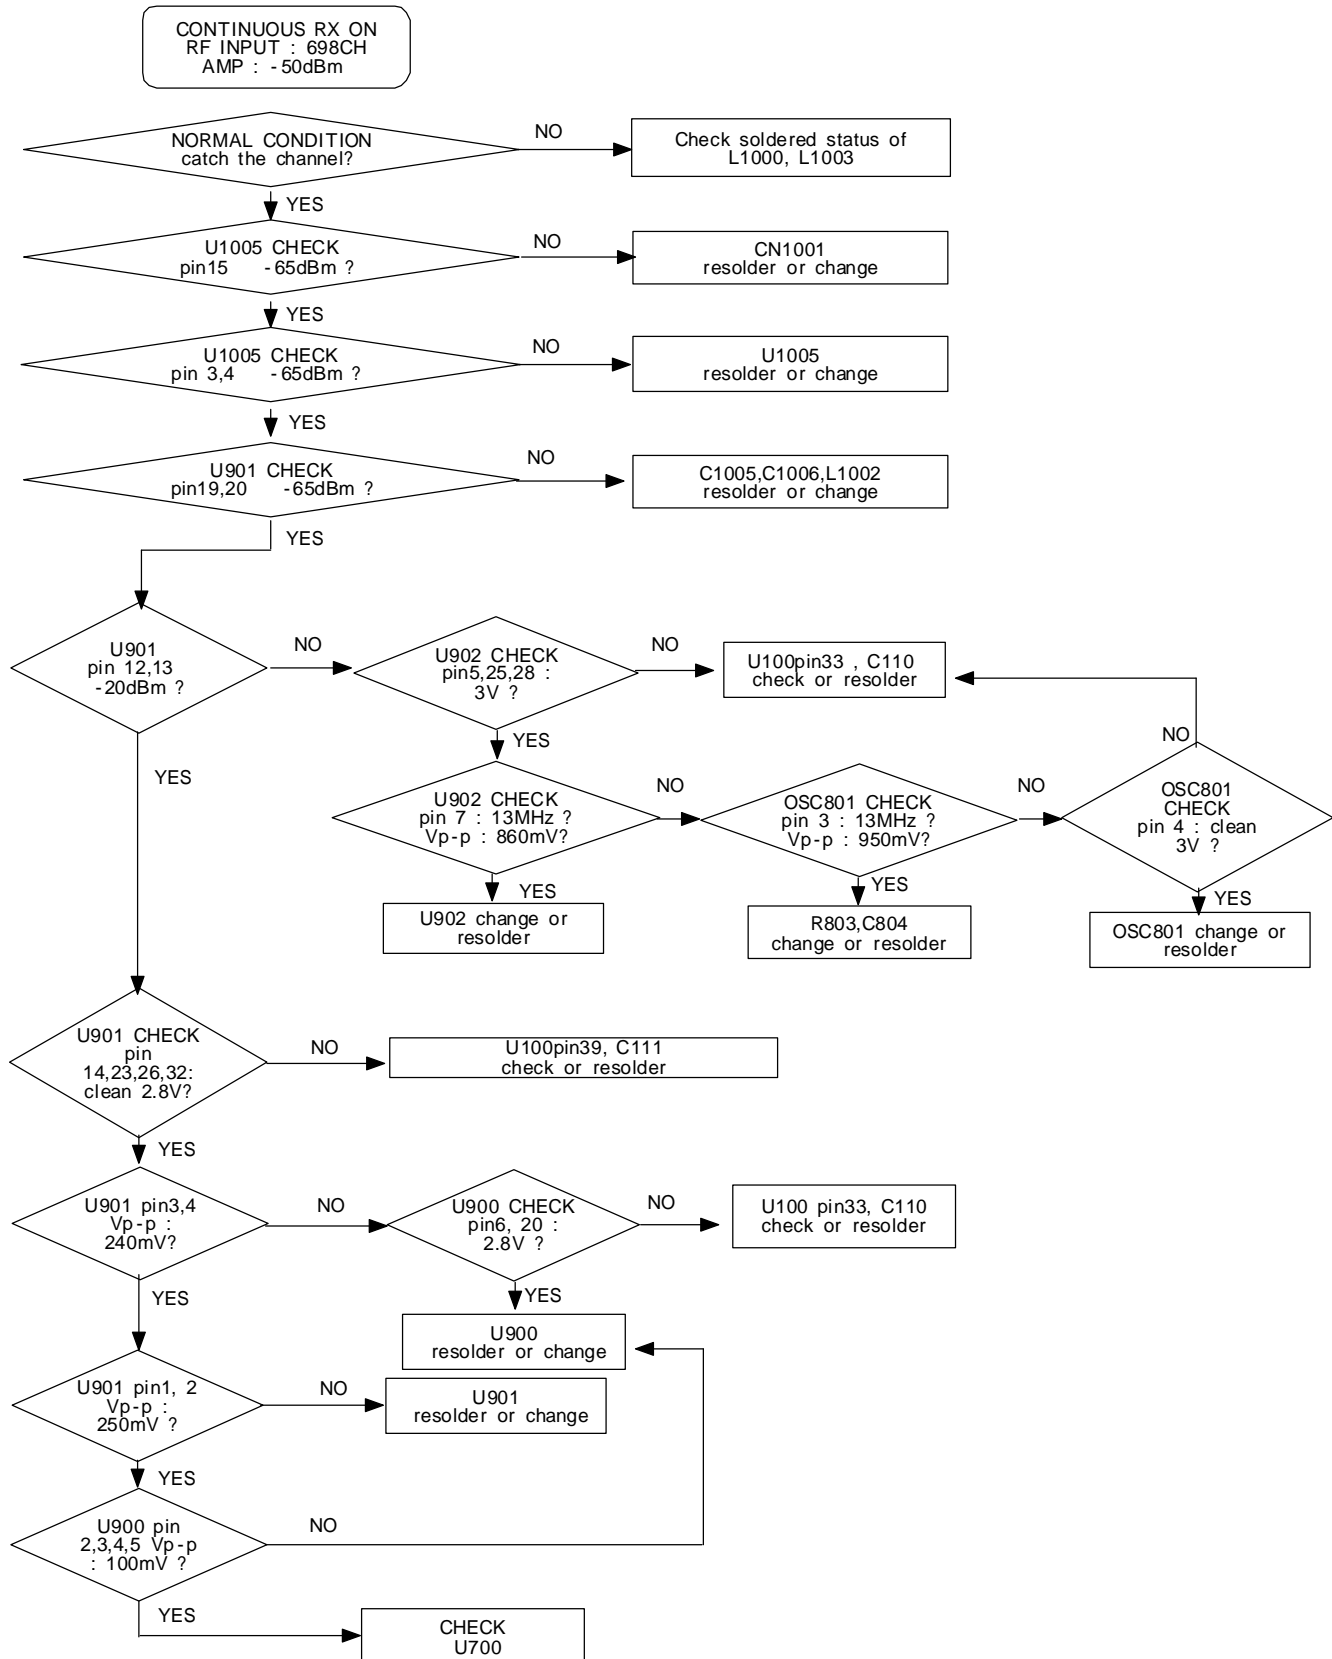 CONTINUOUS RX ON
RF INPUT : 698CH
AMP : -50dBm
NORMAL CONDITION
catch the channel?
NO
Check soldered status of
L1000, L1003
YES
U1005 CHECK
pin15 -65dBm ?
NO
CN1001
resolder or change
YES
U1005 CHECK
pin 3,4 -65dBm ?
NO
U1005
resolder or change
YES
U901 CHECK
pin19,20 -65dBm ?
NO
C1005,C1006,L1002
resolder or change
YES
U901
pin 12,13
-20dBm ?
NO
U902 CHECK
pin5,25,28 :
3V ?
NO
U100pin33 , C110
check or resolder
YES
YES
U902 CHECK
pin 7 : 13MHz ?
Vp-p : 860mV?
NO
OSC801 CHECK
pin 3 : 13MHz ?
Vp-p : 950mV?
NO
OSC801
CHECK
pin 4 : clean
3V ?
NO
YES
U902 change or
resolder
YES
R803,C804
change or resolder
YES
OSC801 change or
resolder
U901 CHECK
pin
14,23,26,32:
clean 2.8V?
NO
U100pin39, C111
check or resolder
YES
U901 pin3,4
Vp-p :
240mV?
NO
U900 CHECK
pin6, 20 :
2.8V ?
NO
U100 pin33, C110
check or resolder
YES
YES
U900
resolder or change
U901 pin1, 2
Vp-p :
250mV ?
NO
U901
resolder or change
YES
U900 pin
2,3,4,5 Vp-p
: 100mV ?
NO
YES
CHECK
U700